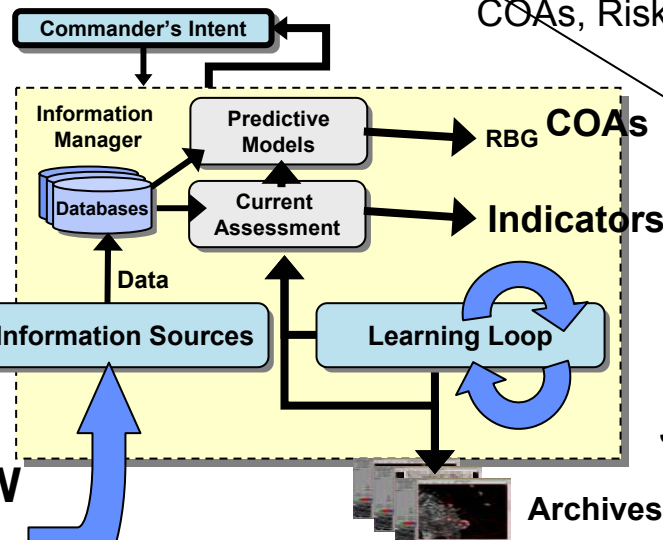 COAs, Risk
Commander's Intent
Information
Manager
Predictive
Models
RBG COAs
Databases
Current
Assessment
Indicators
Data
Information Sources
Learning Loop
w
Archives